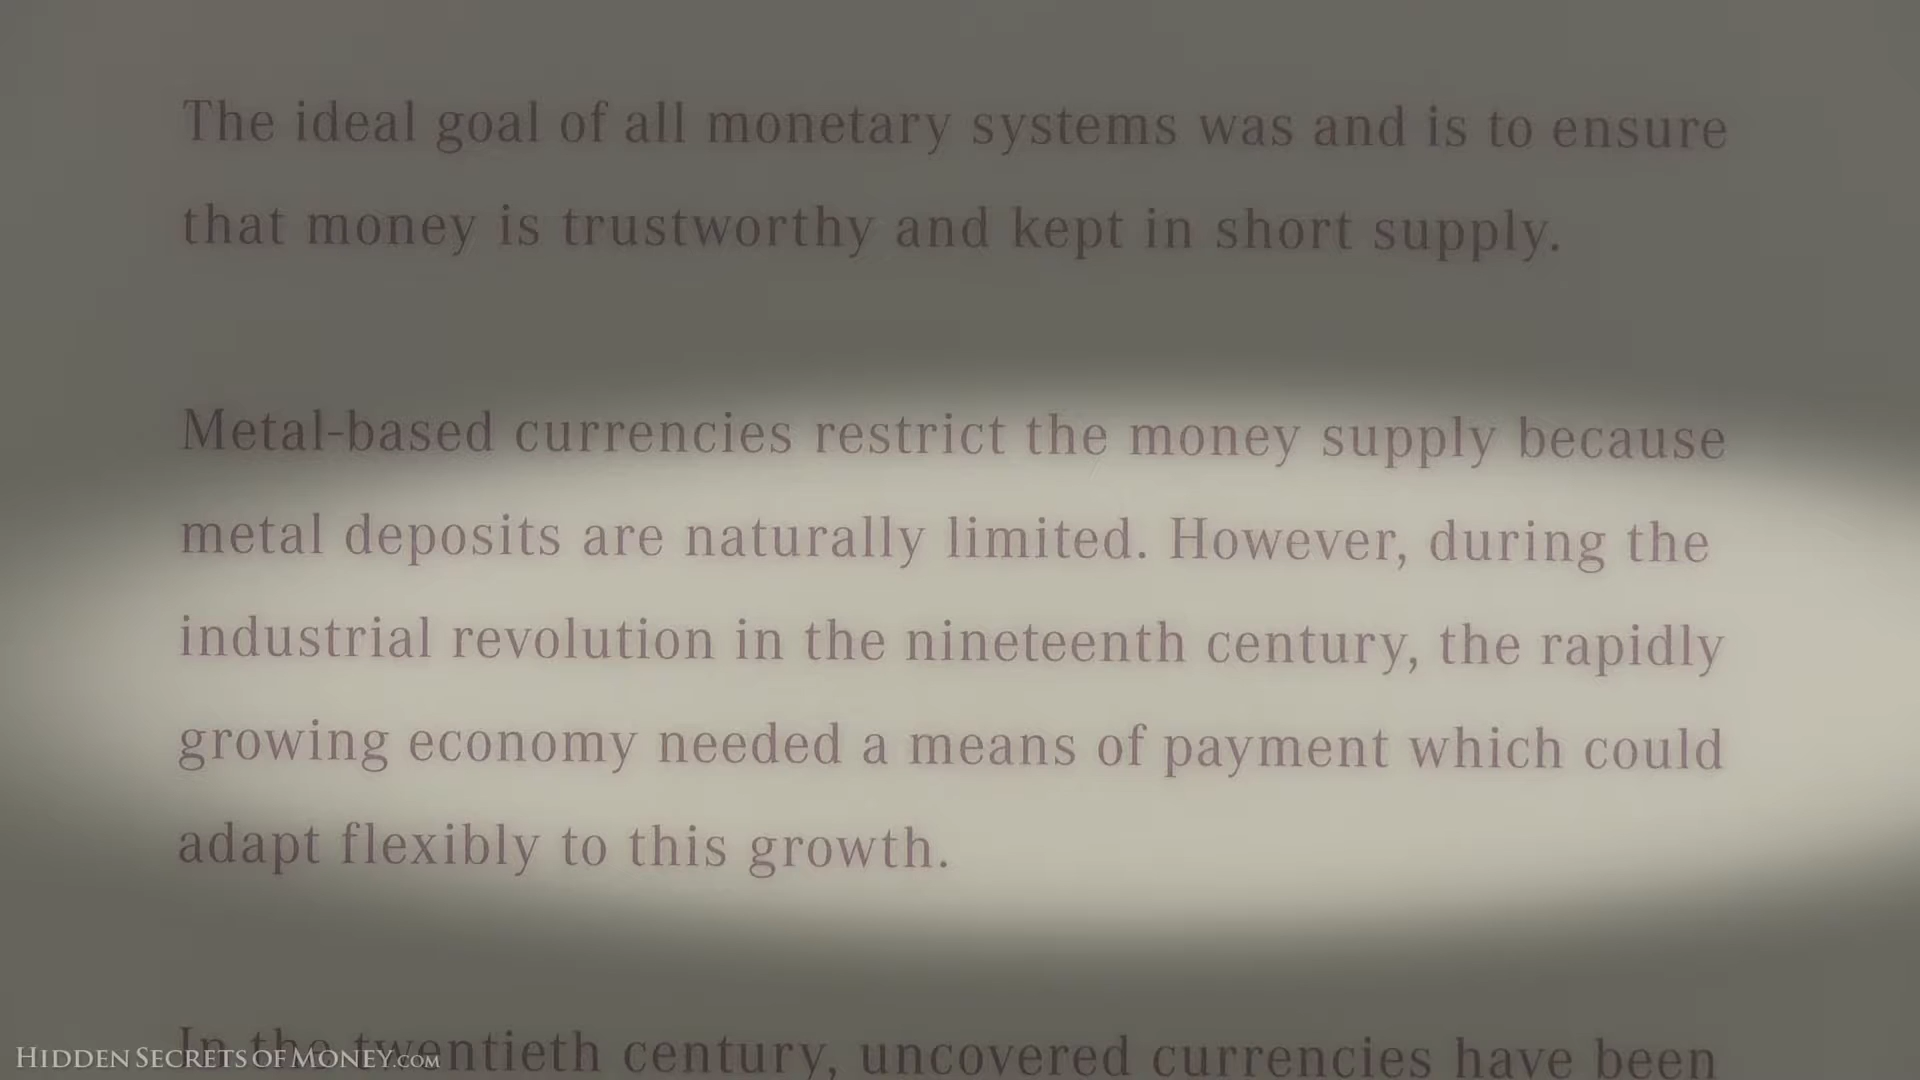 The ideal goal of all monetary systems was and is to ensure
that money is trustworthy and kept in short supply.
Metal-based currencies restrict the money supply because
metal deposits are naturally limited. However, during the
industrial revolution in the nineteenth century, the rapidly
growing economy needed a means of payment which could
adapt flexibly to this growth.
In the twentieth century, uncovered currencies have been
HIDDEN SECRETS OF MONEY.COM